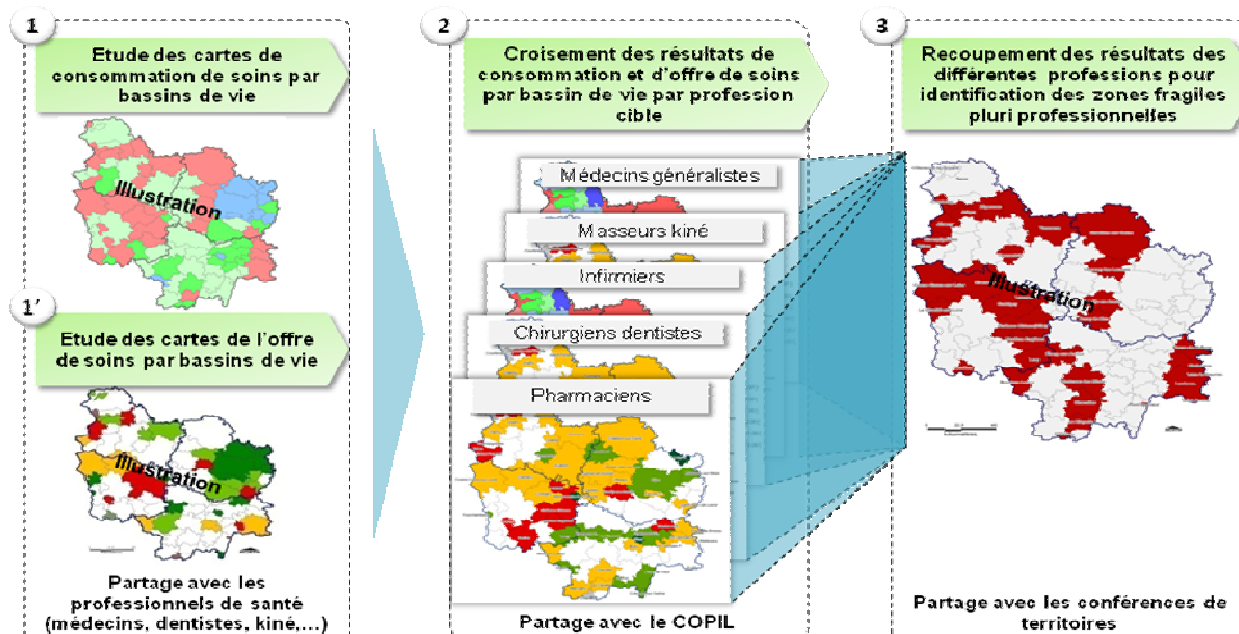 1
Etude des cartes de
consommation de soins par
bassins de vie
Illustration
1’
Etude des cartes de l’offre
de soins par bassins de vie
Illustration
Partage avec les
professionnels de santé
(médecins, dentistes, kiné,...)
2
Croisement des résultats de
consommation et d’offre de soins
par bassin de vie par profession
cible
Médecins généralistes
Masseurs kiné
Infirmiers
Chirurgiens dentistes
Pharmaciens
Partage avec le COPIL
3
Recoupement des résultats des
différentes professions pour
identification des zones fragiles
pluri professionnelles
Illustration
Partage avec les conférences de
territoires